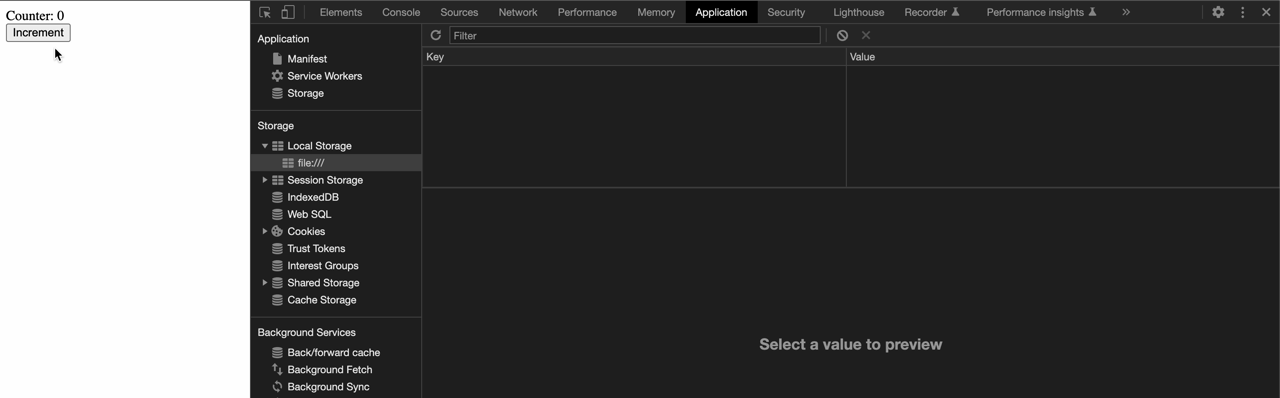 Counter: 0
Increment
Elements Console Sources Network Performance Memory Application Security Lighthouse Recorder Performance insights »
Application
Manifest
Service Workers
Storage
Storage
Local Storage
file:///
Session Storage
IndexedDB
Web SQL
Cookies
Trust Tokens
Interest Groups
Shared Storage
Cache Storage
Background Services
Back/forward cache
Background Fetch
Background Sync
Filter
Key Value
Select a value to preview